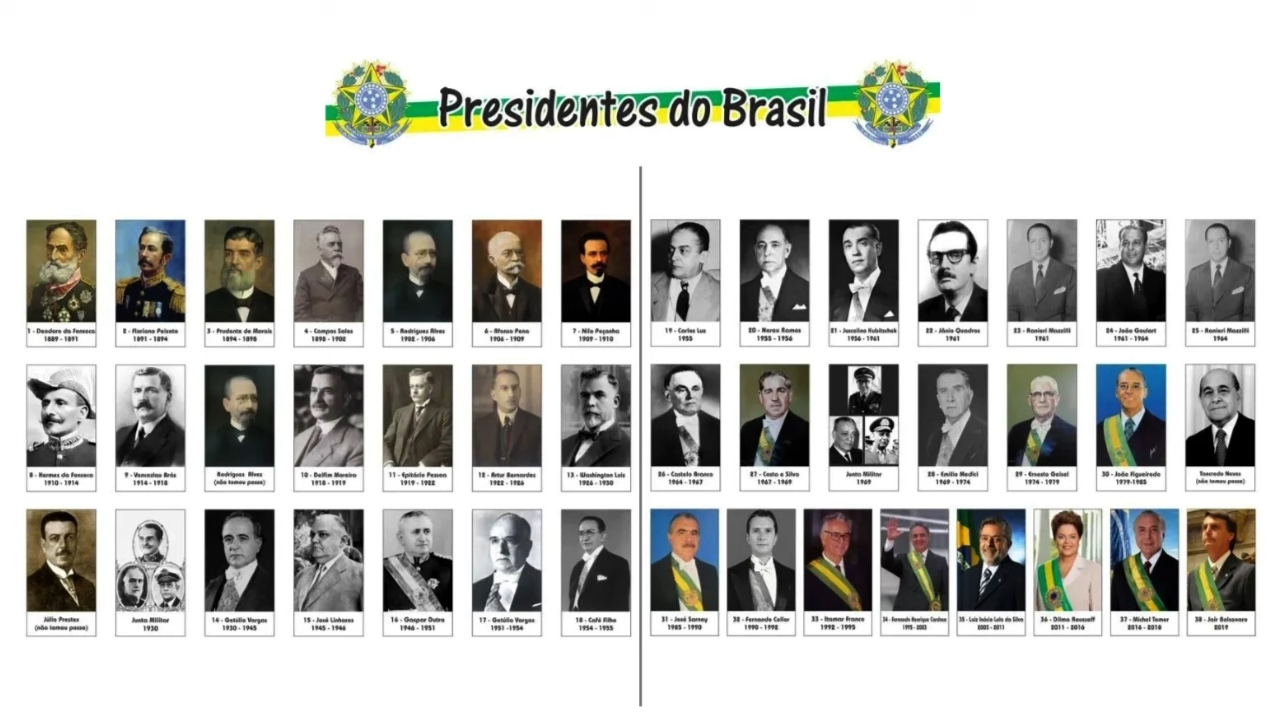 Presidentes do Brasil
1 - Deodoro da Fonseca
1889 - 1891
2 - Floriano Peixoto
1891 - 1894
3 - Prudente de Morais
1894 - 1898
4 - Campos Sales
1898 - 1902
5 - Rodrigues Alves
1902 - 1906
6 - Afonso Pena
1906 - 1909
7 - Nilo Peçanha
1909 - 1910
19 - Carlos Luz
1955
20 - Nereu Ramos
1955 - 1956
21 - Juscelino Kubitschek
1956 - 1961
22 - Jânio Quadros
1961
23 - Ranieri Mazzilli
1961
24 - João Goulart
1961 - 1964
25 - Ranieri Mazzilli
1964
8 - Hermes da Fonseca
1910 - 1914
9 - Venceslau Brás
1914 - 1918
Rodrigues Alves
(não tomou posse)
10 - Delfim Moreira
1918 - 1919
11 - Epitácio Pessoa
1919 - 1922
12 - Artur Bernardes
1922 - 1926
13 - Washington Luís
1926 - 1930
26 - Castelo Branco
1964 - 1967
27 - Costa e Silva
1967 - 1969
Junta Militar
1969
28 - Emílio Medici
1969 - 1974
29 - Ernesto Geisel
1974 - 1979
30 - João Figueiredo
1979-1985
Tancredo Neves
(não tomou posse)
Júlio Prestes
(não tomou posse)
Junta Militar
1930
14 - Getúlio Vargas
1930 - 1945
15 - José Linhares
1945 - 1946
16 - Gaspar Dutra
1946 - 1951
17 - Getúlio Vargas
1951 -1954
18 - Café Filho
1954 - 1955
31 - José Sarney
1985 - 1990
32 - Fernando Collor
1990 - 1992
33 - Itamar Franco
1992 - 1995
34 - Fernando Henrique Cardoso
1995 - 2003
35 - Luiz Inácio Lula da Silva
2003 - 2011
36 - Dilma Rousseff
2011 - 2016
37 - Michel Temer
2016 - 2018
38 - Jair Bolsonaro
2019